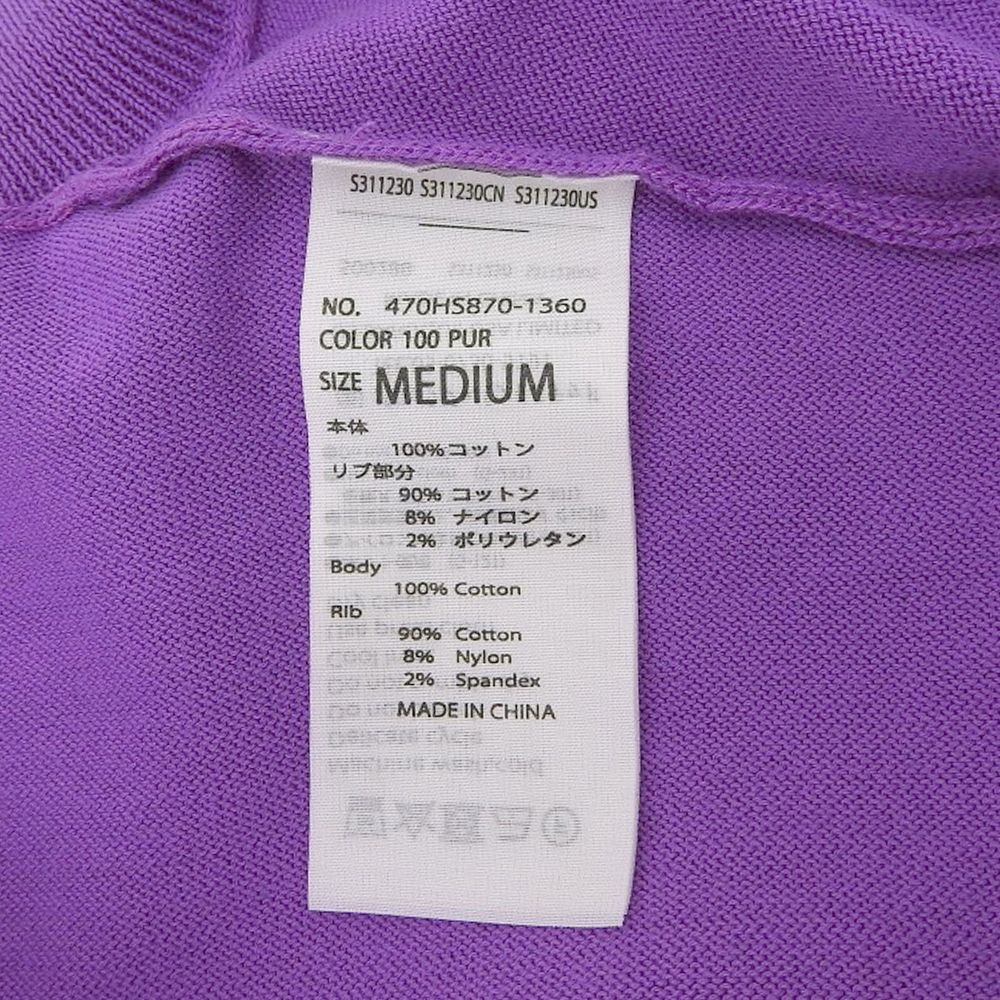 S311230 S311230CN S311230US
NO. 470HS870-1360
COLOR 100 PUR
SIZE MEDIUM
本体
100%コットン
リブ部分
90% コットン
8% ナイロン
2% ポリウレタン
Body
100% Cotton
Rib
90% Cotton
8% Nylon
2% Spandex
MADE IN CHINA